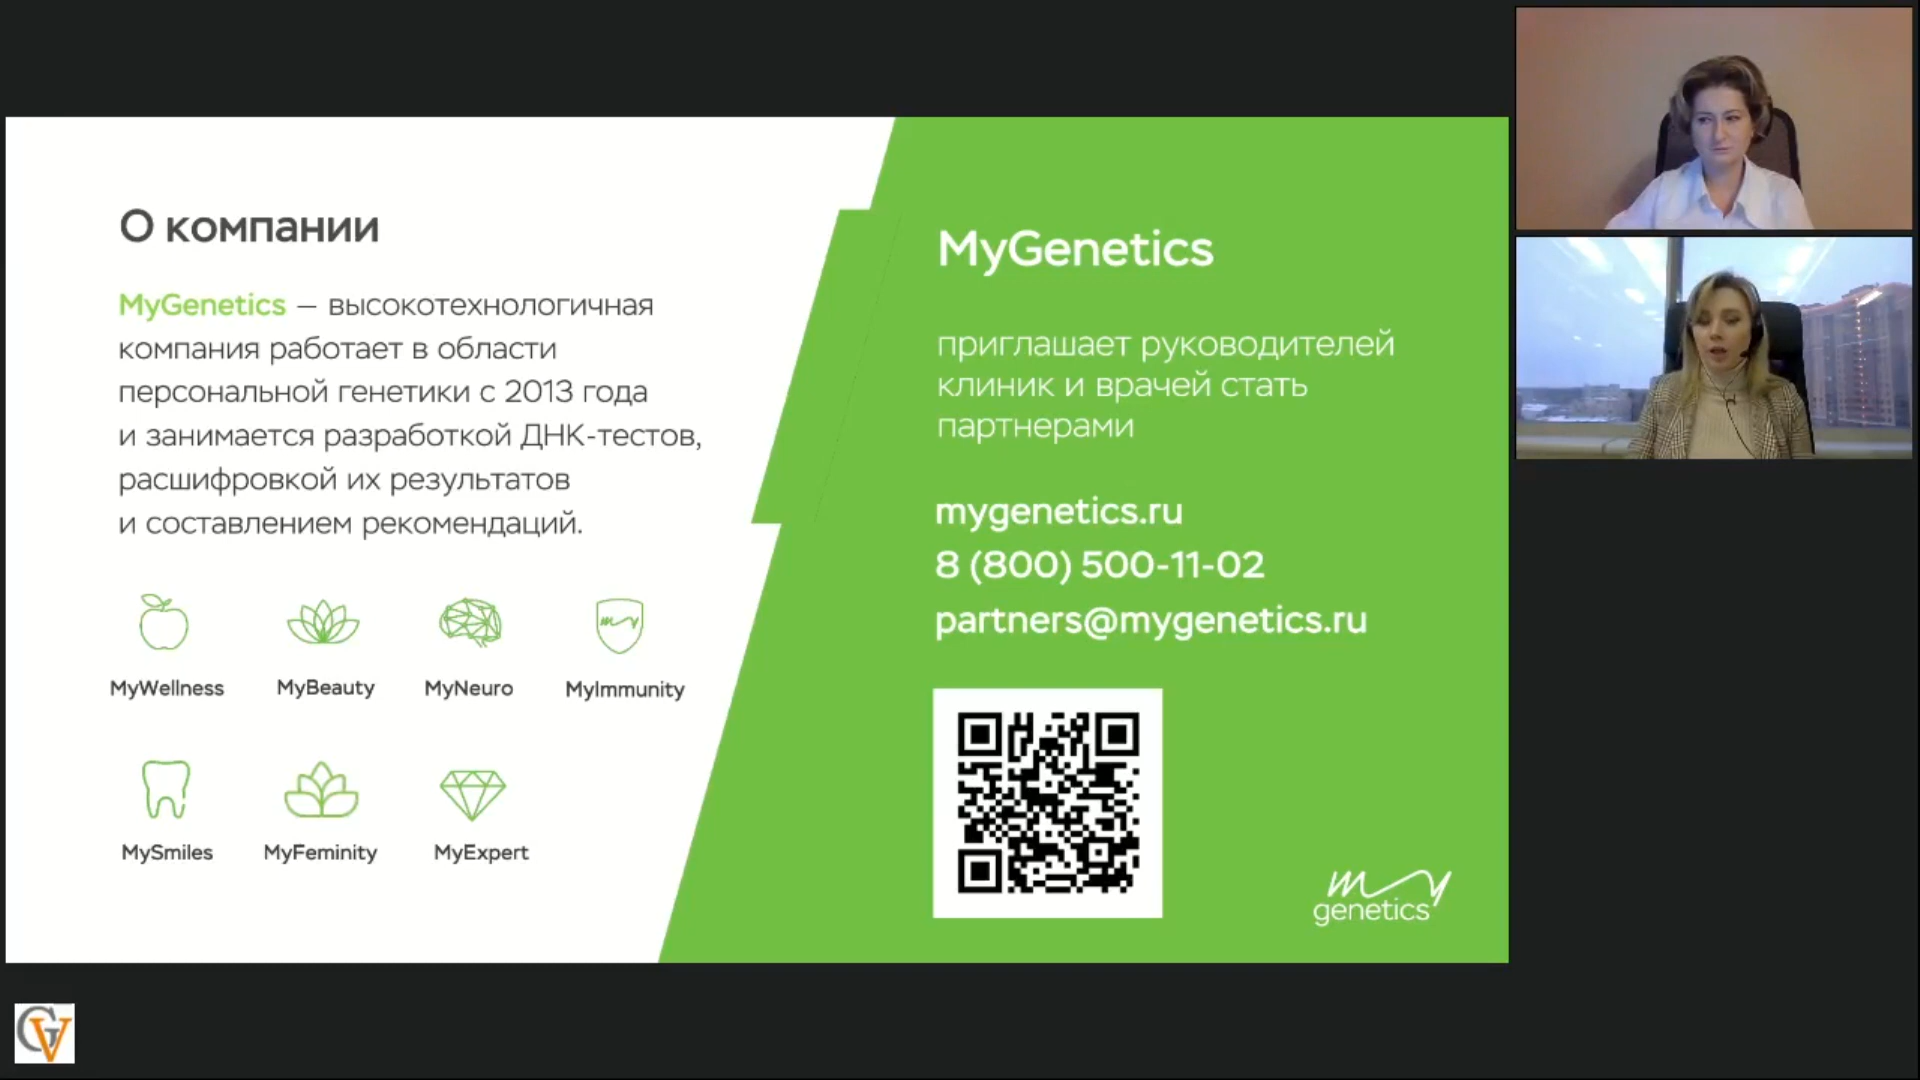 О компании
MyGenetics — высокотехнологичная
компания работает в области
персональной генетики с 2013 года
и занимается разработкой ДНК-тестов,
расшифровкой их результатов
и составлением рекомендаций.
MyWellness
MyBeauty
MyNeuro
MyImmunity
MySmiles
MyFeminity
MyExpert
MyGenetics
приглашает руководителей
клиник и врачей стать
партнерами
mygenetics.ru
8 (800) 500-11-02
partners@mygenetics.ru
my
genetics
GV